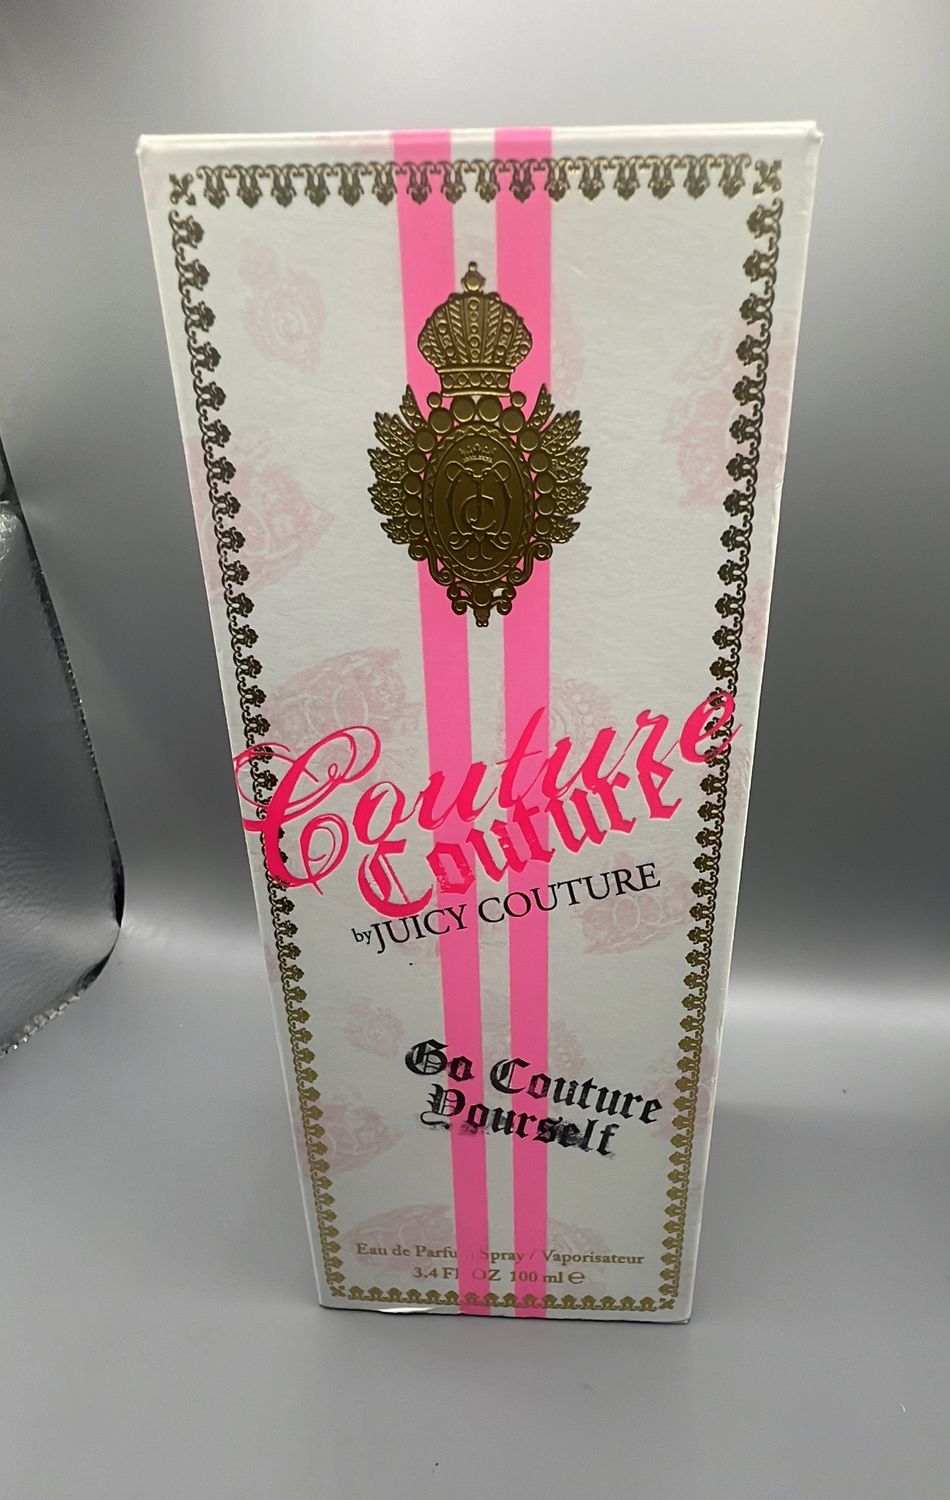 Couture
Couture
by JUICY COUTURE
Go Couture
Yourself
Eau de Parfum Spray / Vaporisateur
3.4 FL OZ 100 ml ℮